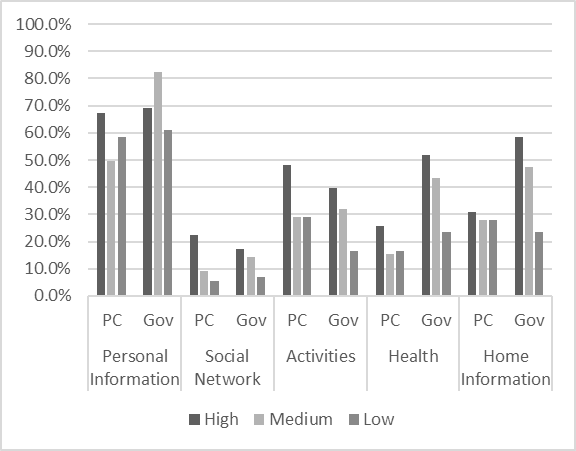 100.0%
90.0%
80.0%
70.0%
60.0%
50.0%
40.0%
30.0%
20.0%
10.0%
0.0%
PC Gov PC Gov PC Gov PC Gov PC Gov
Personal Social Activities Health Home
Information Network Information
High Medium Low